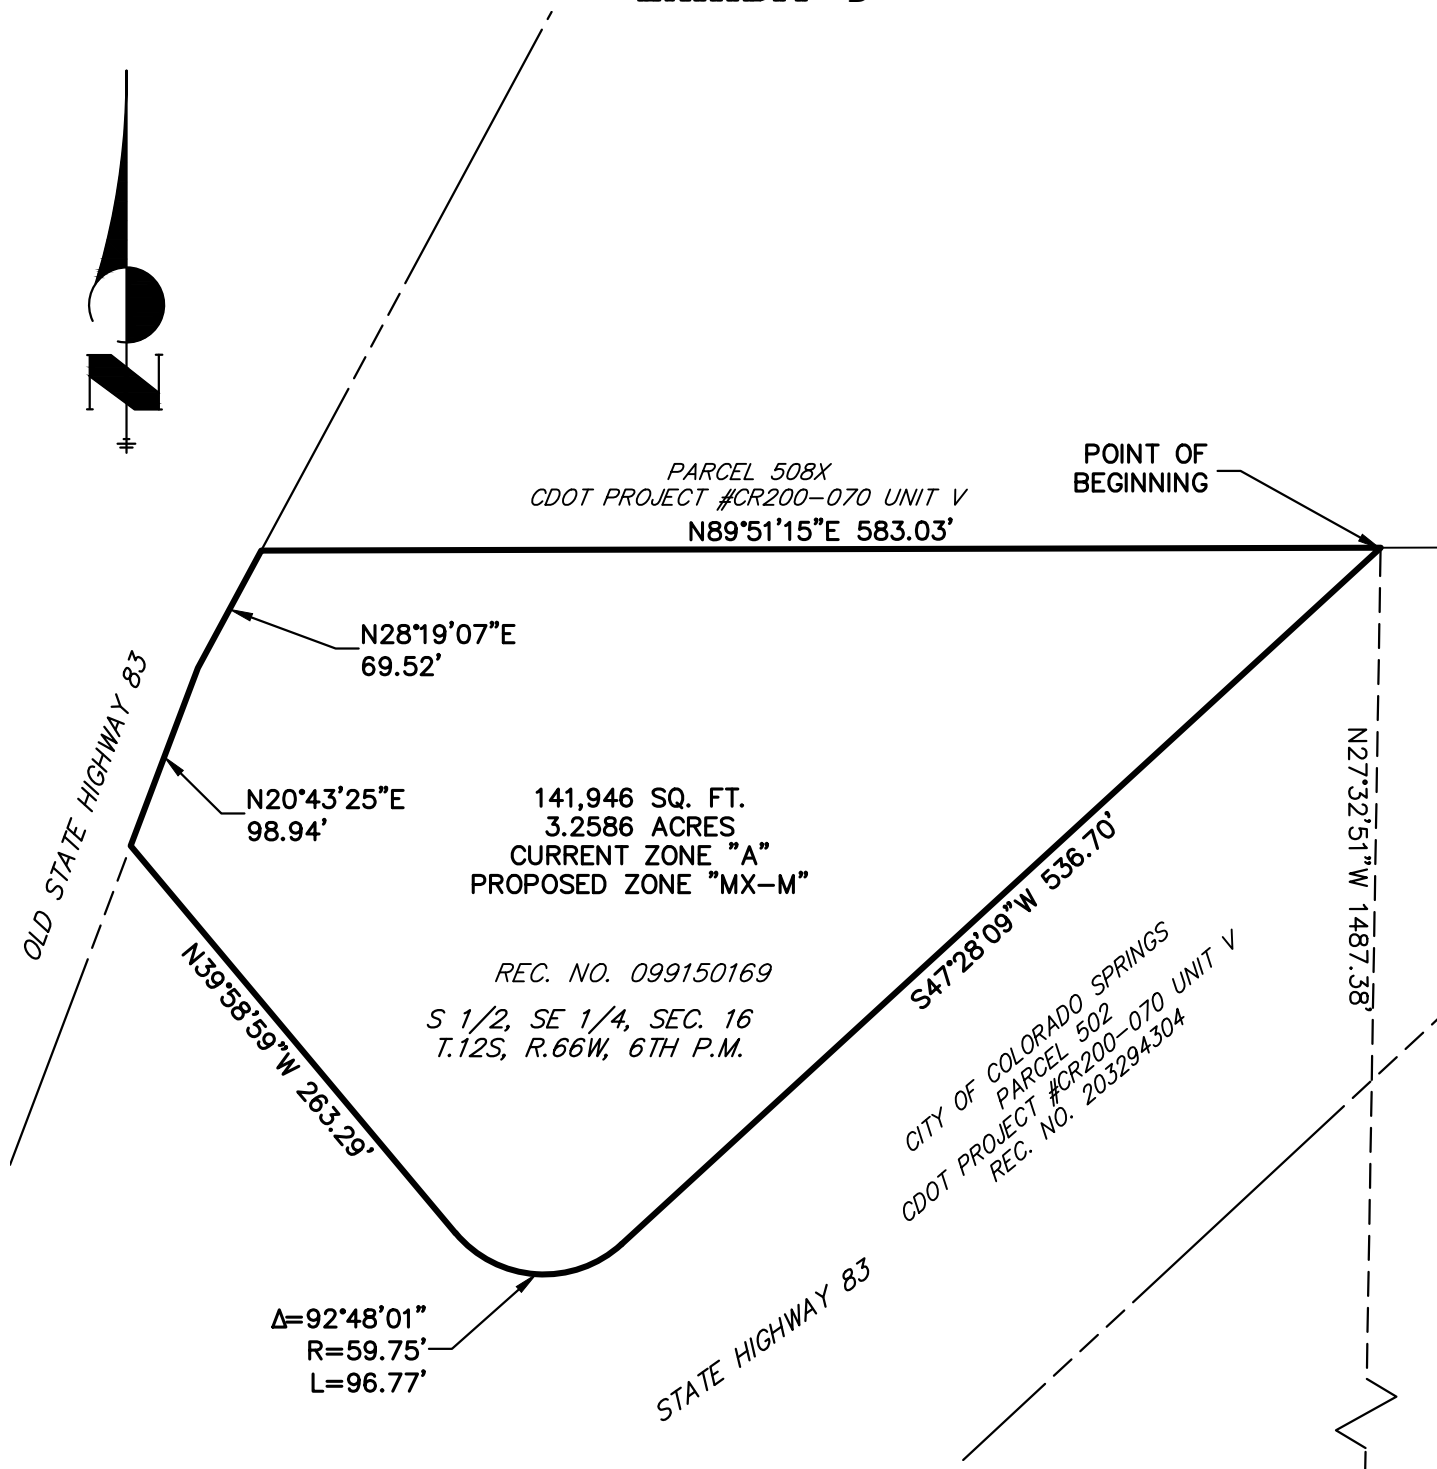 N
PARCEL 508X
CDOT PROJECT #CR200-070 UNIT V
N89°51'15"E 583.03'
POINT OF
BEGINNING
N28°19'07"E
69.52'
OLD STATE HIGHWAY 83
N20°43'25"E
98.94'
141,946 SQ. FT.
3.2586 ACRES
CURRENT ZONE "A"
PROPOSED ZONE "MX-M"
N27°32'51"W 1487.38'
S47°28'09"W 536.70'
N39°58'59"W 263.29'
REC. NO. 099150169
S 1/2, SE 1/4, SEC. 16
T.12S, R.66W, 6TH P.M.
CITY OF COLORADO SPRINGS
PARCEL 502
CDOT PROJECT #CR200-070 UNIT V
REC. NO. 203294304
STATE HIGHWAY 83
Δ=92°48'01"
R=59.75'
L=96.77'